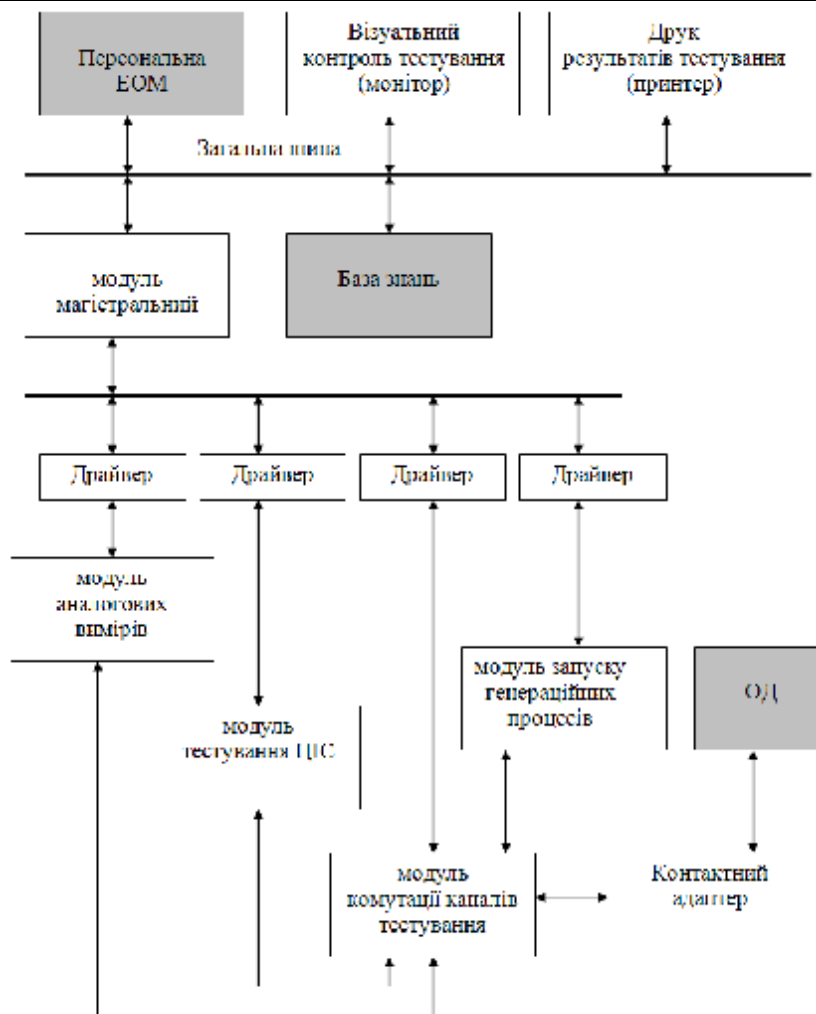 Персональна
ЕОМ
Візуальний
контроль тестування
(монітор)
Друк
результатів тестування
(принтер)
Загальна шина
модуль
магістральний
База знань
Драйвер
Драйвер
Драйвер
Драйвер
модуль
аналогових
вимірів
модуль запуску
генераційних
процесів
ОД
модуль
тестування ЦІС
модуль
комутації каналів
тестування
Контактний
адаптер